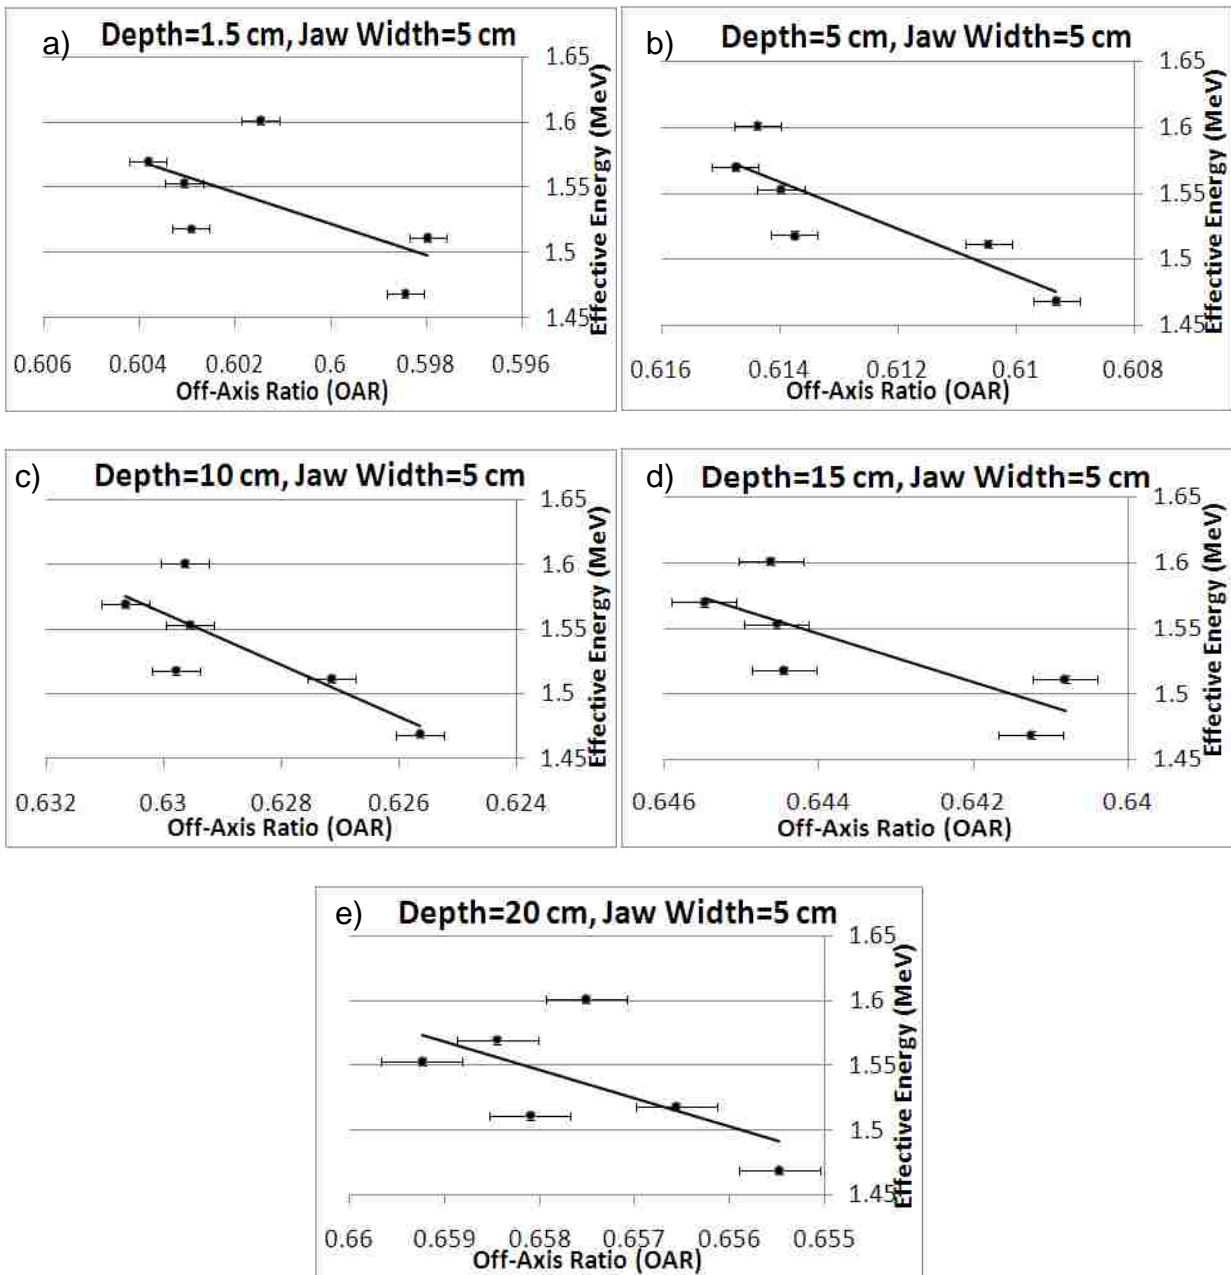 a) Depth=1.5 cm, Jaw Width=5 cm
1.65
1.6
1.55
1.5
1.45
Effective Energy (MeV)
0.606 0.604 0.602 0.6 0.598 0.596
Off-Axis Ratio (OAR)
b) Depth=5 cm, Jaw Width=5 cm
1.65
1.6
1.55
1.5
1.45
Effective Energy (MeV)
0.616 0.614 0.612 0.61 0.608
Off-Axis Ratio (OAR)
c) Depth=10 cm, Jaw Width=5 cm
1.65
1.6
1.55
1.5
1.45
Effective Energy (MeV)
0.632 0.63 0.628 0.626 0.624
Off-Axis Ratio (OAR)
d) Depth=15 cm, Jaw Width=5 cm
1.65
1.6
1.55
1.5
1.45
Effective Energy (MeV)
0.646 0.644 0.642 0.64
Off-Axis Ratio (OAR)
e) Depth=20 cm, Jaw Width=5 cm
1.65
1.6
1.55
1.5
1.45
Effective Energy (MeV)
0.66 0.659 0.658 0.657 0.656 0.655
Off-Axis Ratio (OAR)